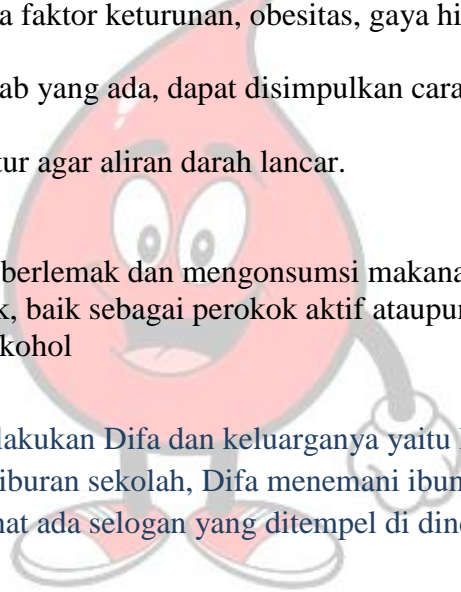 a faktor keturunan, obesitas, gaya hi
ab yang ada, dapat disimpulkan cara
tur agar aliran darah lancar.
berlemak dan mengonsumsi makana
k, baik sebagai perokok aktif ataupun
kohol
lakukan Difa dan keluarganya yaitu
iburan sekolah, Difa menemani ibun
hat ada selogan yang ditempel di dind